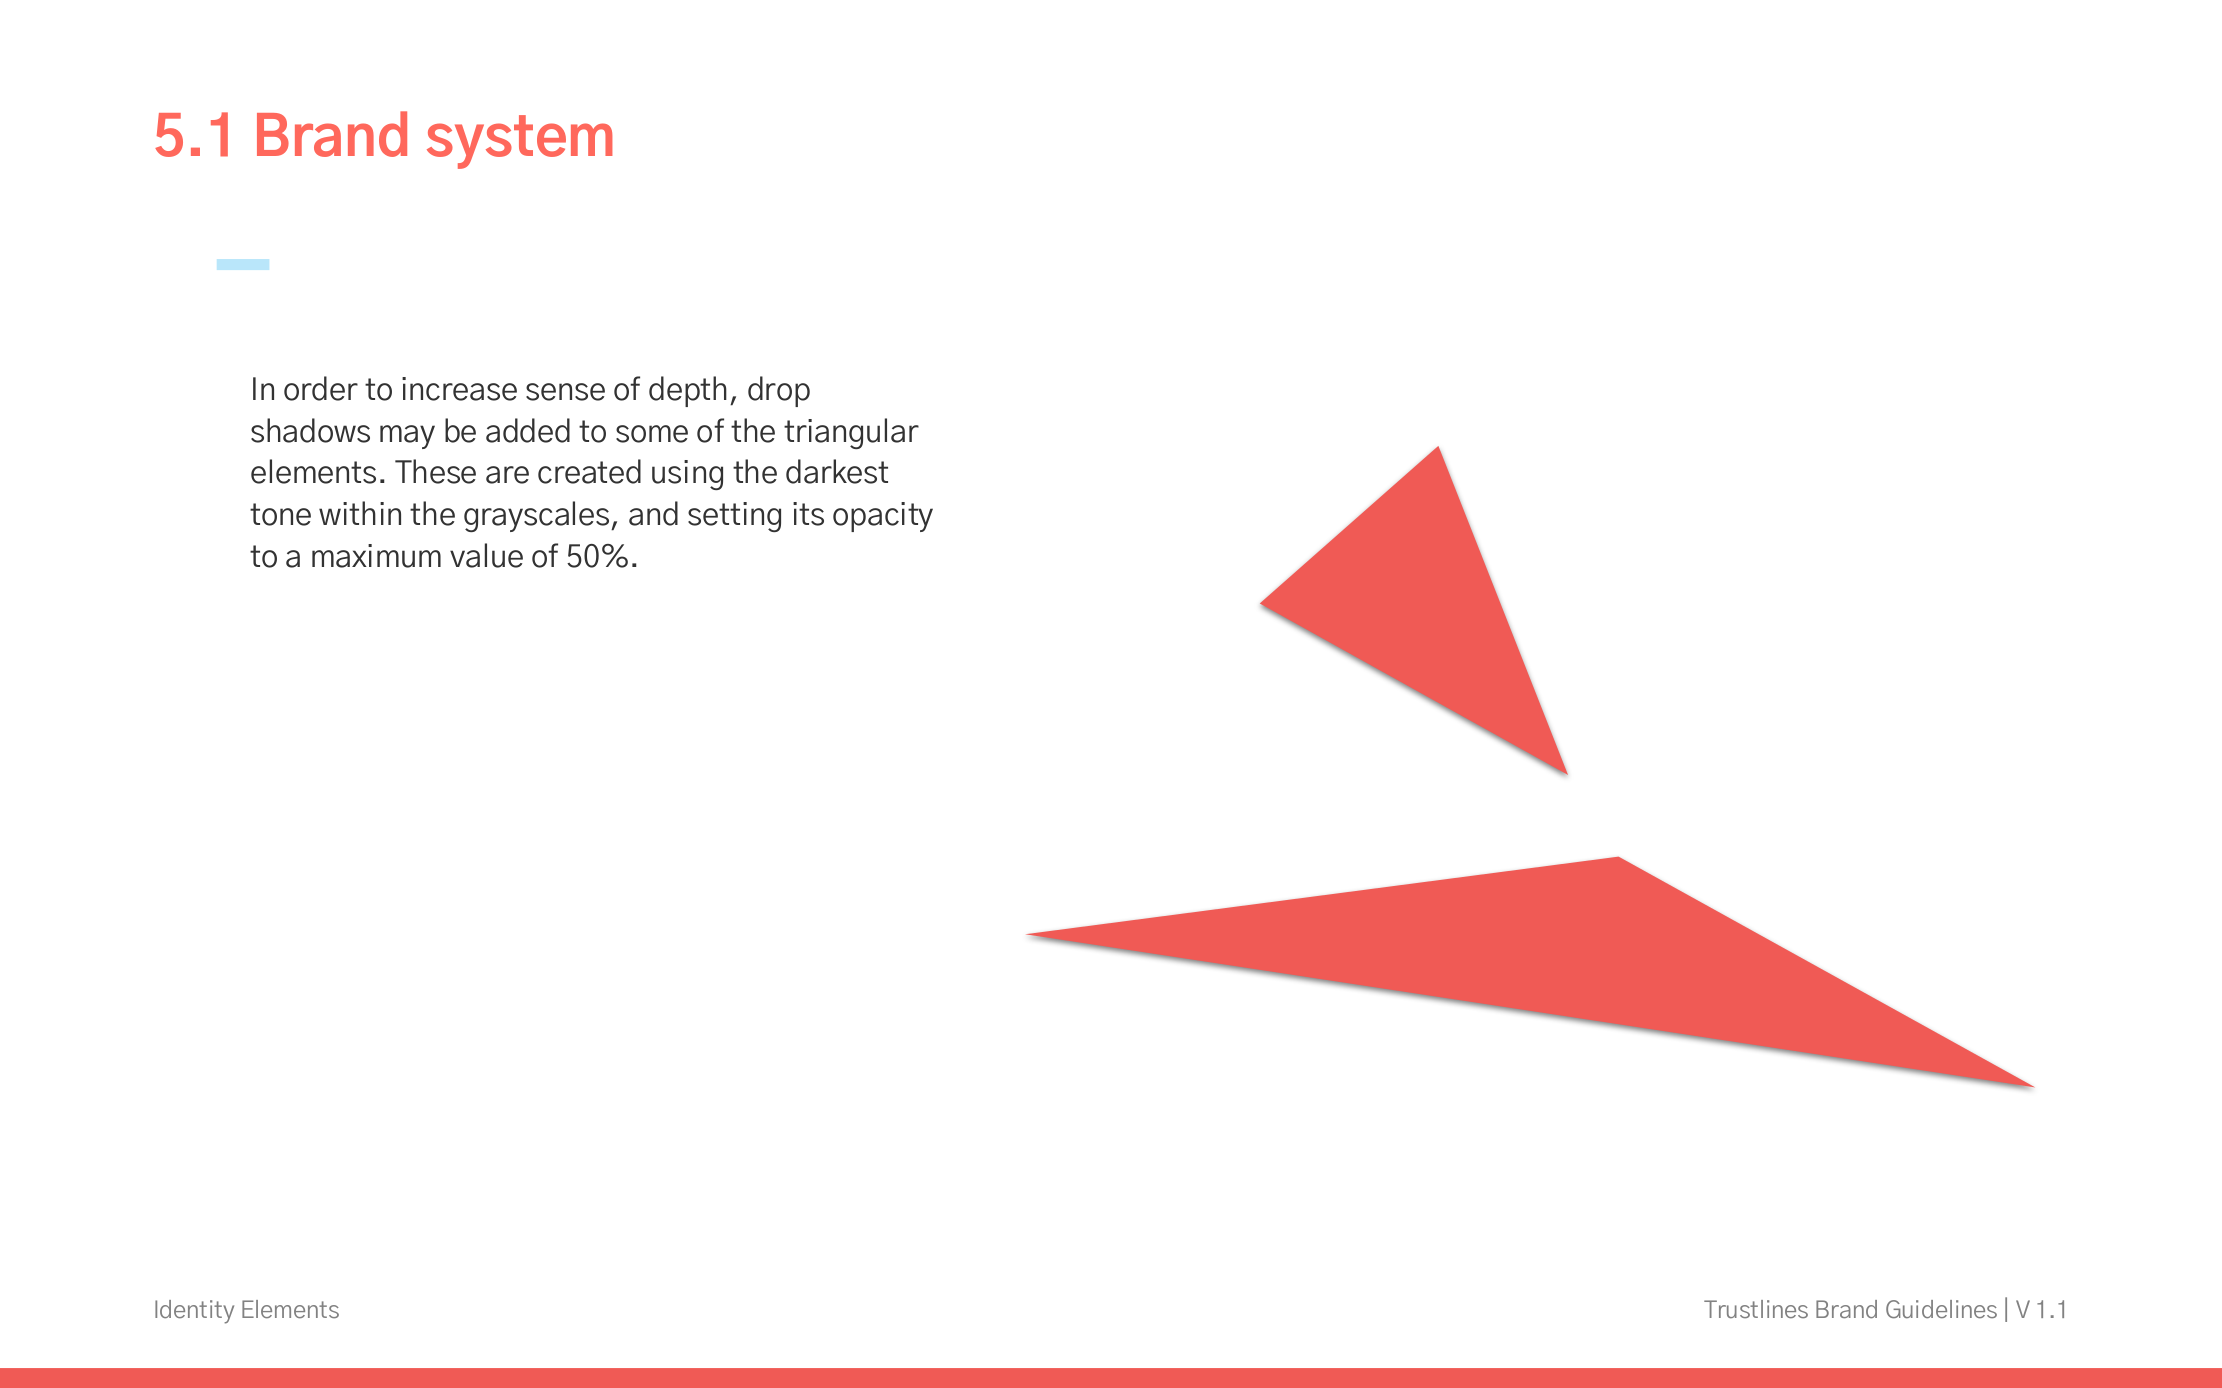 5.1 Brand system
In order to increase sense of depth, drop
shadows may be added to some of the triangular
elements. These are created using the darkest
tone within the grayscales, and setting its opacity
to a maximum value of 50%.
Identity Elements
Trustlines Brand Guidelines | V 1.1